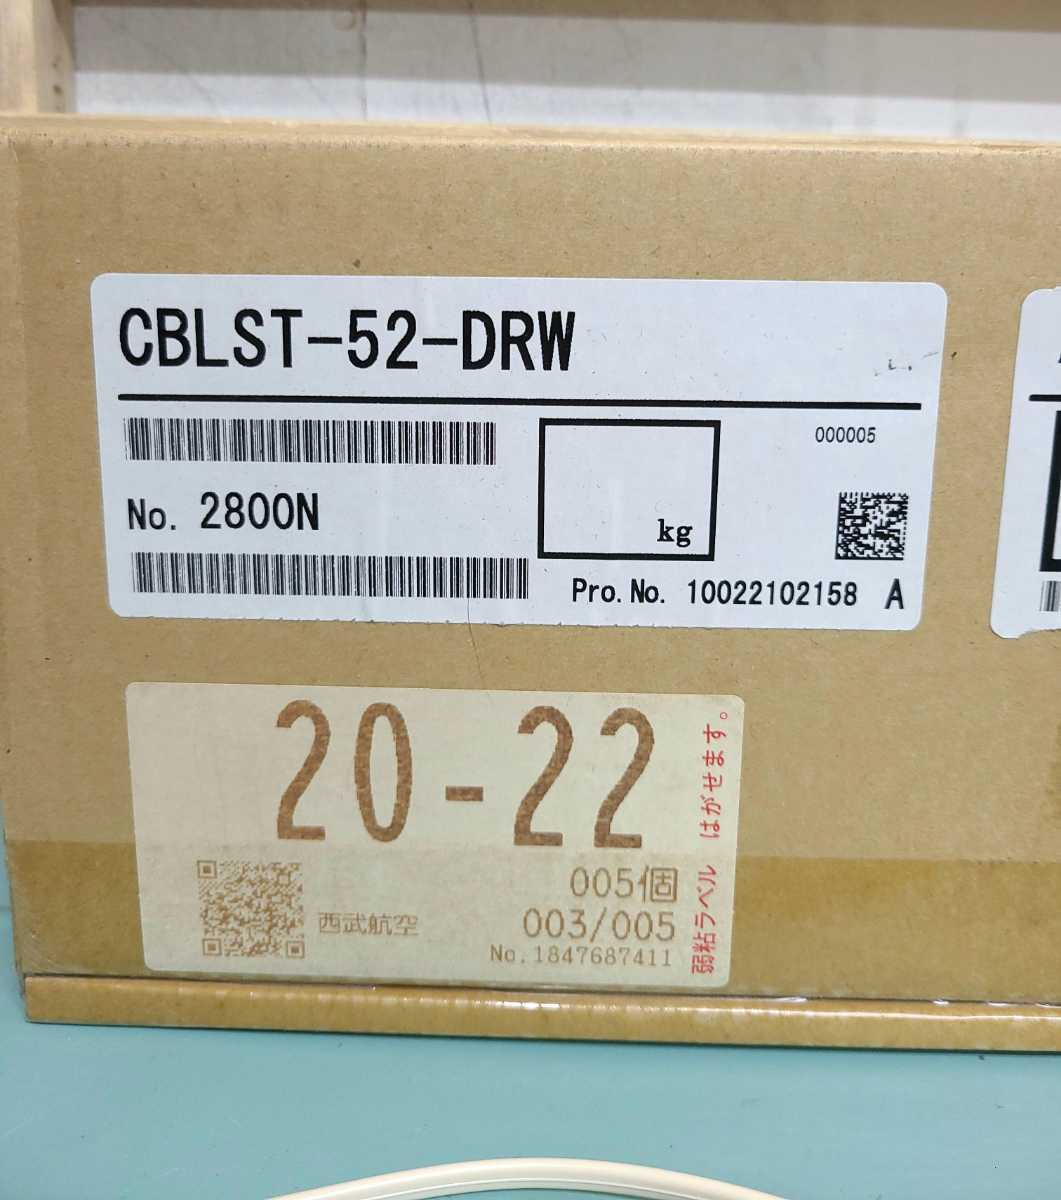 CBLST-52-DRW
000005
No. 2800N
kg
Pro. No. 10022102158 A
20-22
005個
西武航空
003/005
No. 1847687411
弱粘ラベル はがせます。